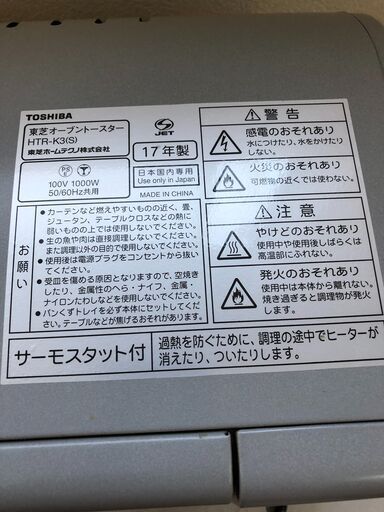 TOSHIBA
東芝オーブントースター
HTR-K3(S)
東芝ホームテクノ株式会社
S
JET
17年製
PS
E
100V 1000W
50/60Hz共用
日本国内専用
Use only in Japan
MADE IN CHINA
お願い
●カーテンなど燃えやすいものの近く、畳、
ジュータン、テーブルクロスなどの熱に
弱いものの上では使用しないでください。
●生の魚や肉は直接調理しないでください。
また調理以外の目的で使用しないでください。
●使用後は電源プラグをコンセントから抜い
てください。
●受皿を傷める原因となりますので、空焼き
したり、金属性のへら・ナイフ、金属・
ナイロンたわしなどを使用しないでください。
●パンくずトレイを必ず本体にセットしてくだ
さい。テーブルなどが焦げるおそれがあります。
警告
感電のおそれあり
水につけたり、水をかけたり
しない。
火災のおそれあり
可燃物の近くでは使わない。
注意
やけどのおそれあり
使用中や使用後しばらくは
高温部にふれない。
発火のおそれあり
使用中は本体から離れない。
焼き過ぎると調理物が発火
します。
サーモスタット付
過熱を防ぐために、調理の途中でヒーターが
消えたり、ついたりします。